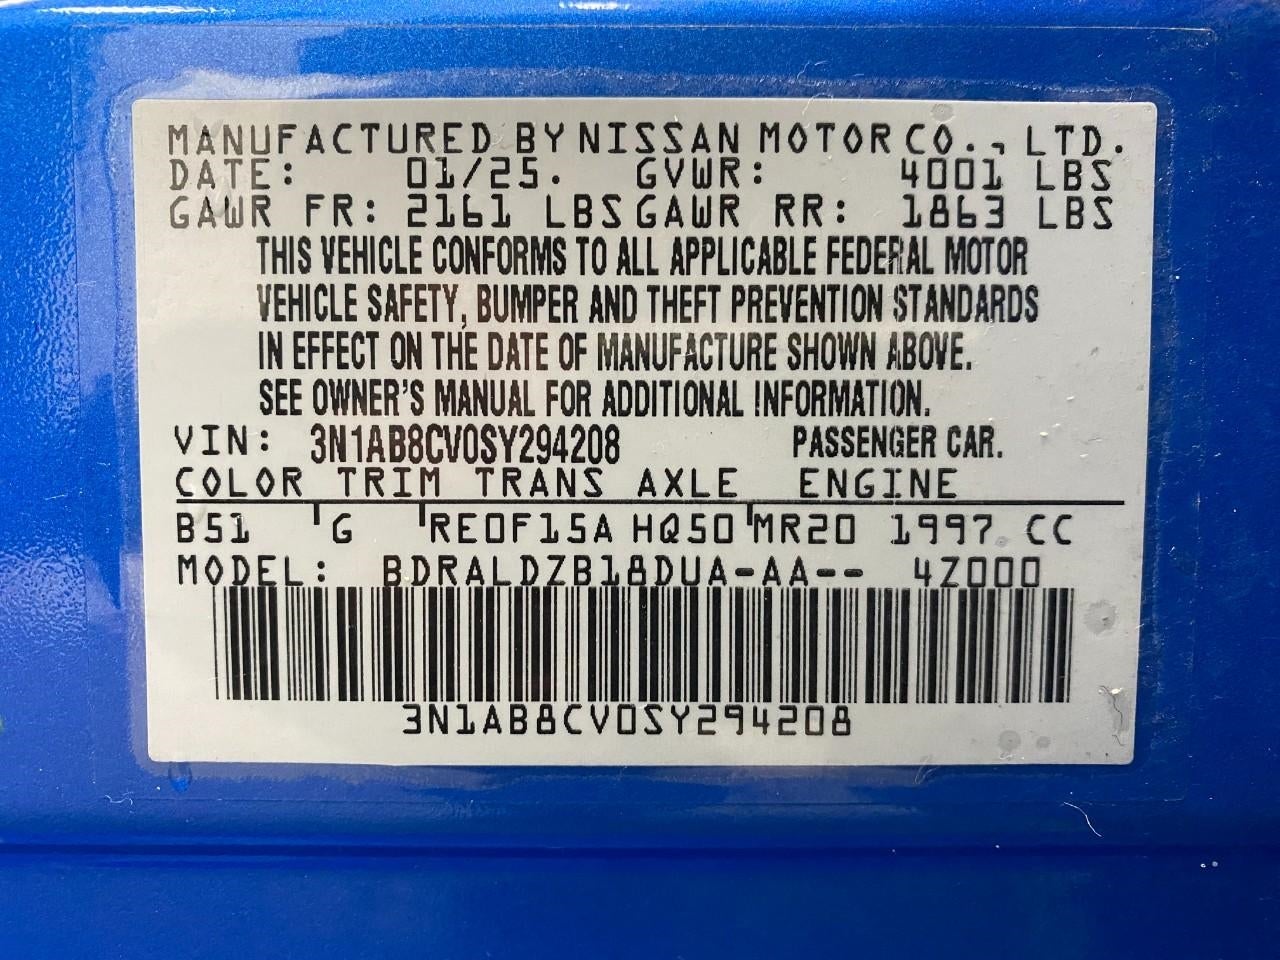 MANUFACTURED BY NISSAN MOTOR CO., LTD.
DATE: 01/25. GVWR: 4001 LBS
GAWR FR: 2161 LBS GAWR RR: 1863 LBS
THIS VEHICLE CONFORMS TO ALL APPLICABLE FEDERAL MOTOR
VEHICLE SAFETY, BUMPER AND THEFT PREVENTION STANDARDS
IN EFFECT ON THE DATE OF MANUFACTURE SHOWN ABOVE.
SEE OWNER'S MANUAL FOR ADDITIONAL INFORMATION.
VIN: 3N1AB8CV0SY294208 PASSENGER CAR.
COLOR TRIM TRANS AXLE ENGINE
B51 G RE0F15A HQ50 MR20 1997 CC
MODEL: BDRALDZB18DUA-AA-- 4Z000
3N1AB8CV0SY294208